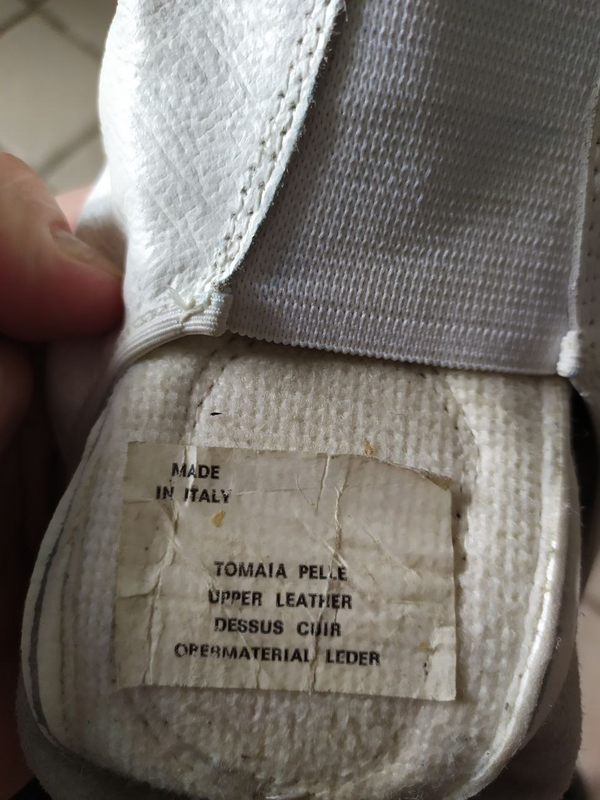 MADE
IN ITALY
TOMAIA PELLE
UPPER LEATHER
DESSUS CUIR
OPERMATERIAL LEDER